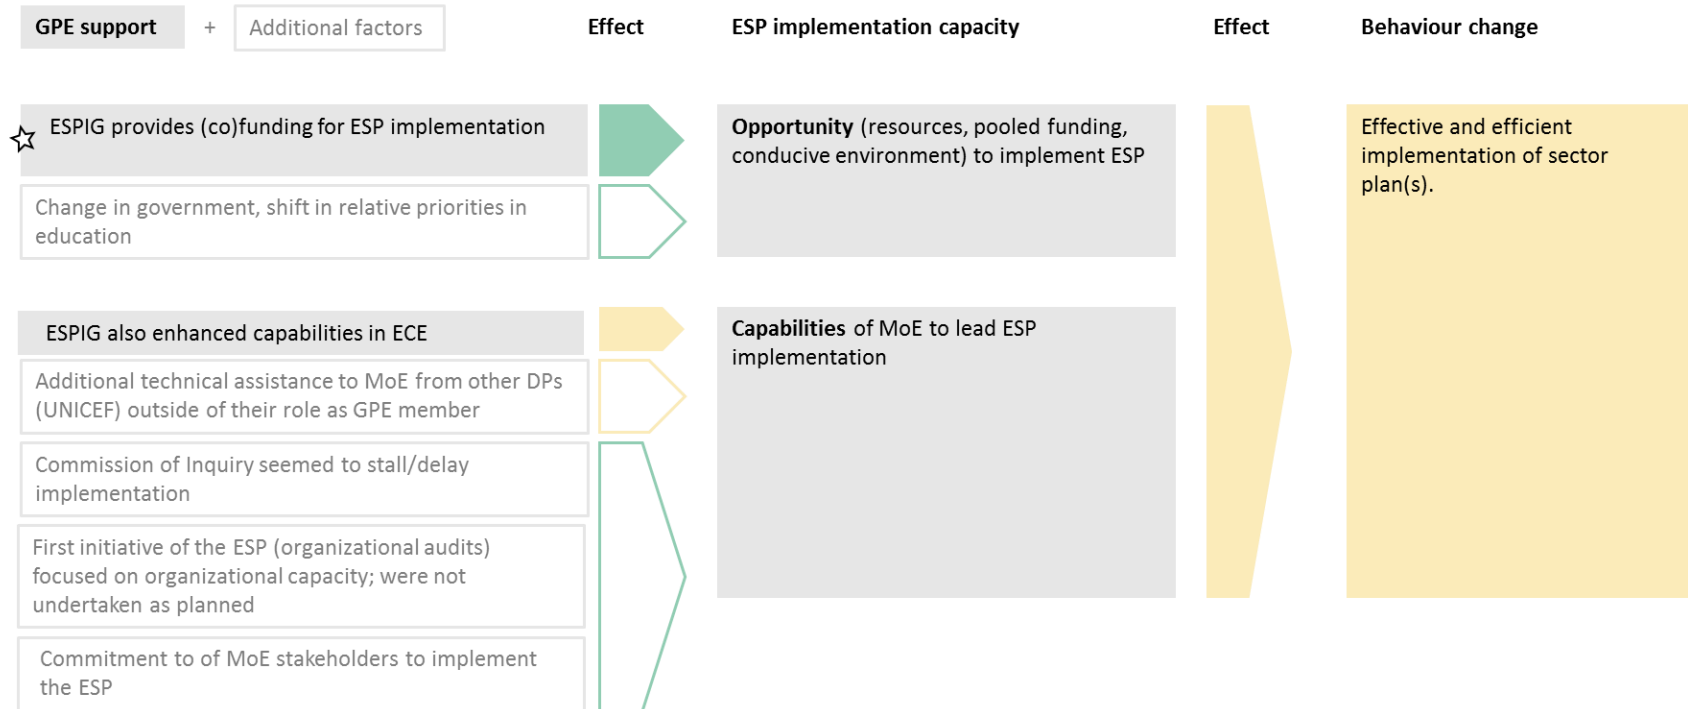 GPE support + Additional factors Effect ESP implementation capacity Effect Behaviour change
ESPIG provides (co)funding for ESP implementation
Change in government, shift in relative priorities in
education
Opportunity (resources, pooled funding,
conducive environment) to implement ESP
Effective and efficient
implementation of sector
plan(s).
ESPIG also enhanced capabilities in ECE
Additional technical assistance to MoE from other DPs
(UNICEF) outside of their role as GPE member
Commission of Inquiry seemed to stall/delay
implementation
First initiative of the ESP (organizational audits)
focused on organizational capacity; were not
undertaken as planned
Commitment to of MoE stakeholders to implement
the ESP
Capabilities of MoE to lead ESP
implementation